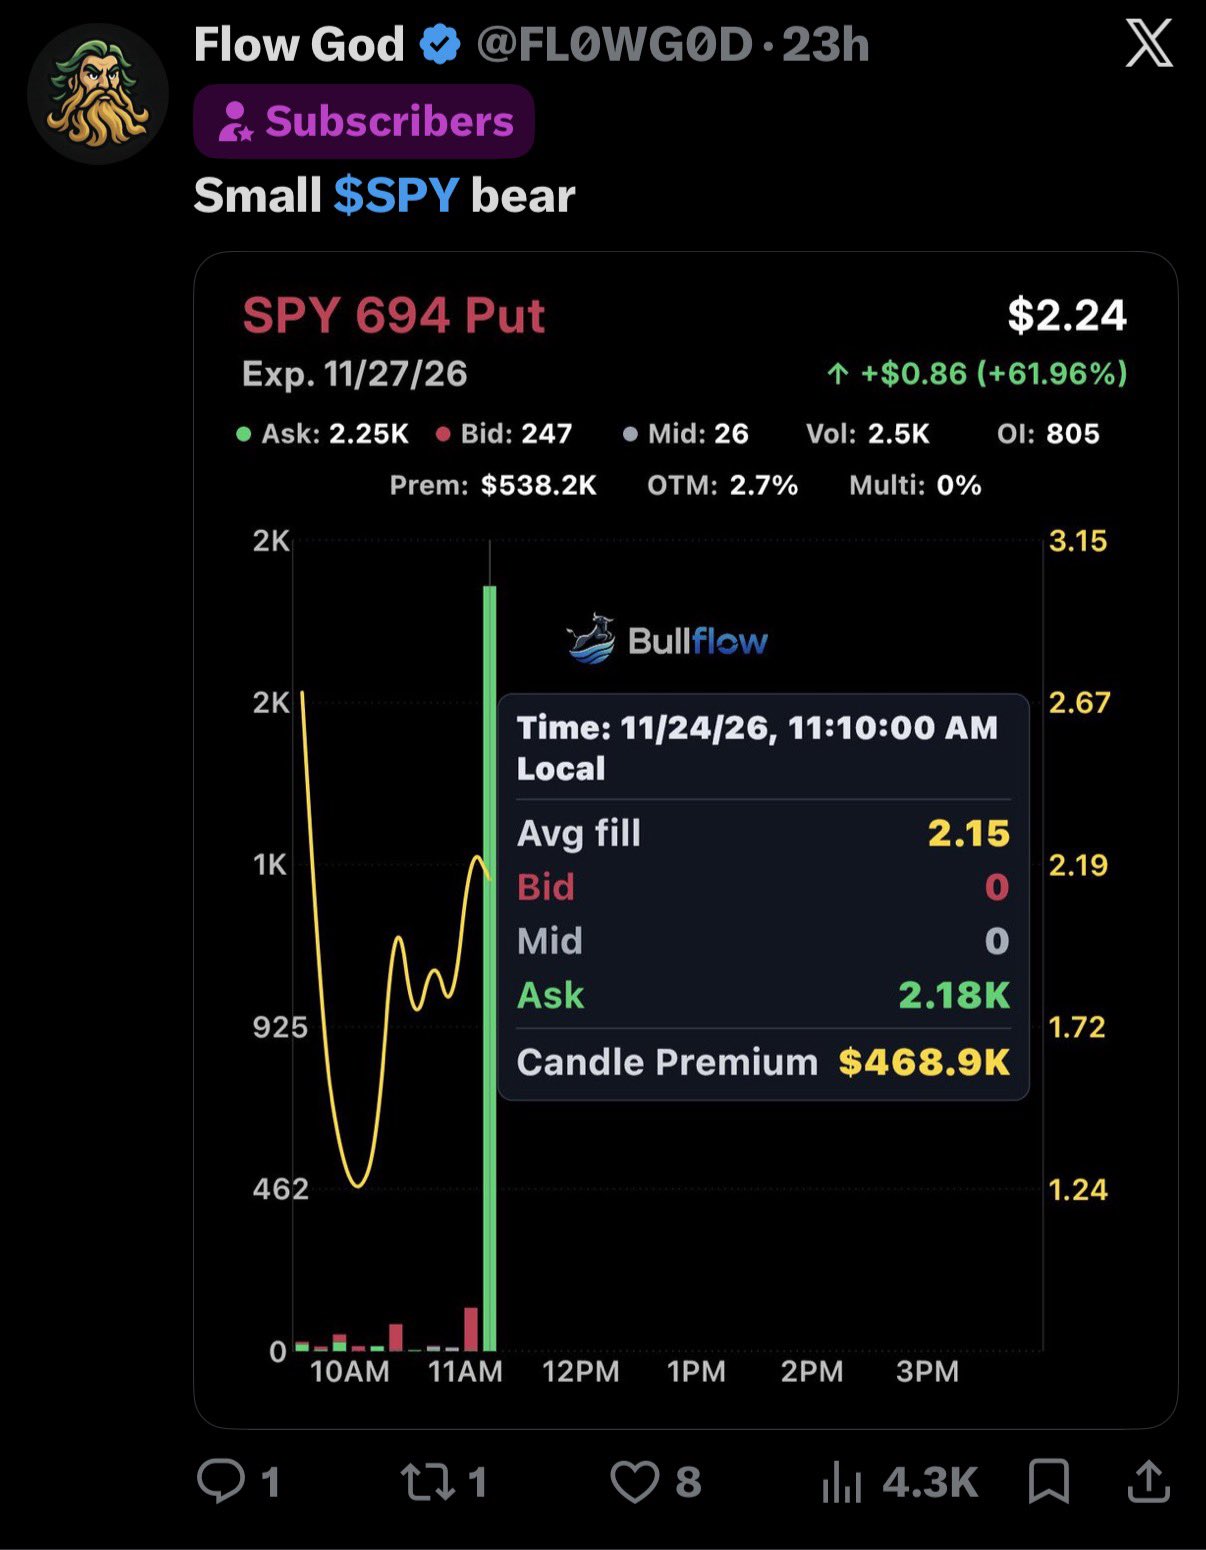 Flow God @FL0WG0D · 23h
Subscribers
Small $SPY bear
SPY 694 Put $2.24
Exp. 11/27/26 ↑ +$0.86 (+61.96%)
Ask: 2.25K Bid: 247 Mid: 26 Vol: 2.5K OI: 805
Prem: $538.2K OTM: 2.7% Multi: 0%
2K 3.15
Bullflow
2K 2.67
Time: 11/24/26, 11:10:00 AM
Local
Avg fill 2.15
1K 2.19
Bid 0
Mid 0
Ask 2.18K
925 1.72
Candle Premium $468.9K
462 1.24
0
10AM 11AM 12PM 1PM 2PM 3PM
1 1 8 4.3K